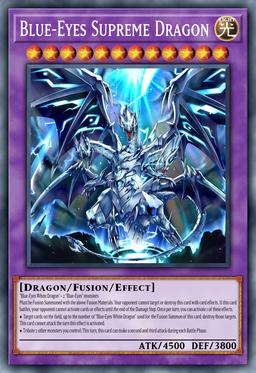 BLUE-EYES SUPREME DRAGON
LIGHT
光
[DRAGON/FUSION/EFFECT]
"Blue-Eyes White Dragon" + 2 "Blue-Eyes" monsters
Must be Fusion Summoned with the above Fusion Materials. Your opponent cannot target or destroy this card with card effects. If this card
battles, your opponent cannot activate cards or effects until the end of the Damage Step. Once per turn, you can activate 1 of these effects.
● Target cards on the field, up to the number of "Blue-Eyes White Dragon" used for the Fusion Summon of this card; destroy those targets.
This card cannot attack the turn this effect is activated.
● Tribute 2 other monsters you control; This turn, this card can make a second and third attack during each Battle Phase.
ATK/4500 DEF/3800